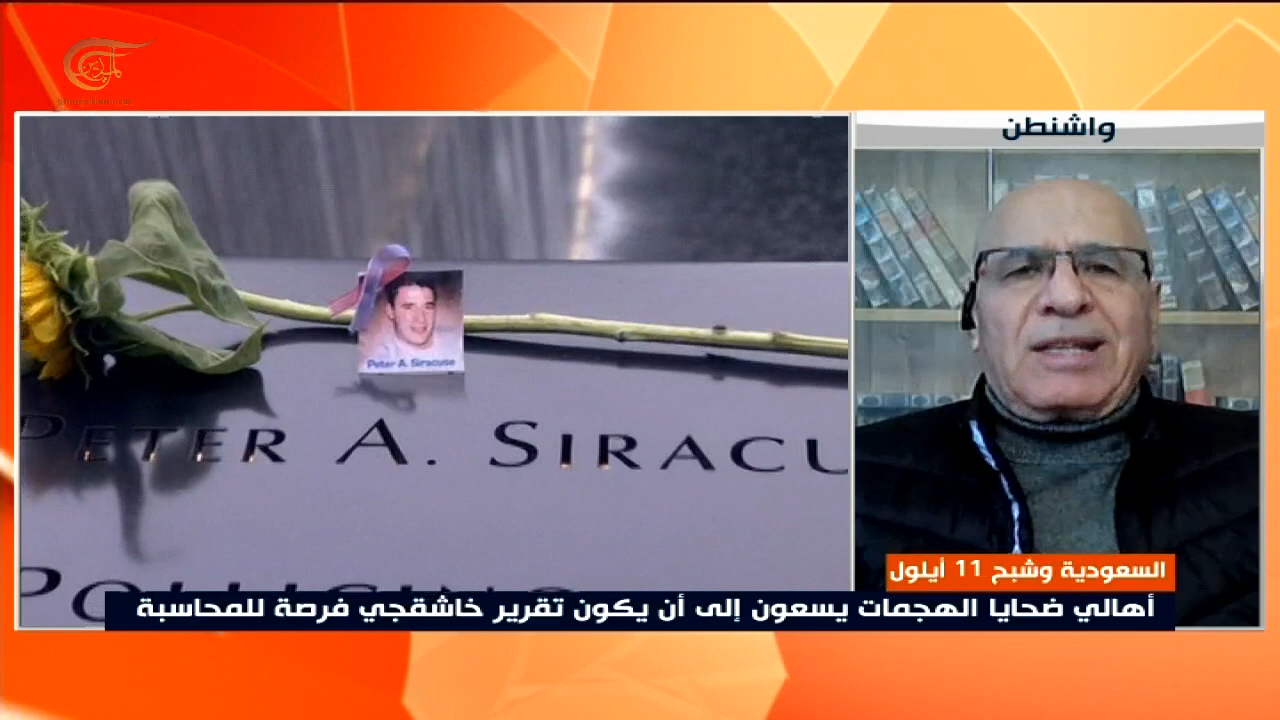 الميادين
واشنطن
Peter A. Siracuse
PETER A. SIRACU
السعودية وشبح 11 أيلول
أهالي ضحايا الهجمات يسعون إلى أن يكون تقرير خاشقجي فرصة للمحاسبة